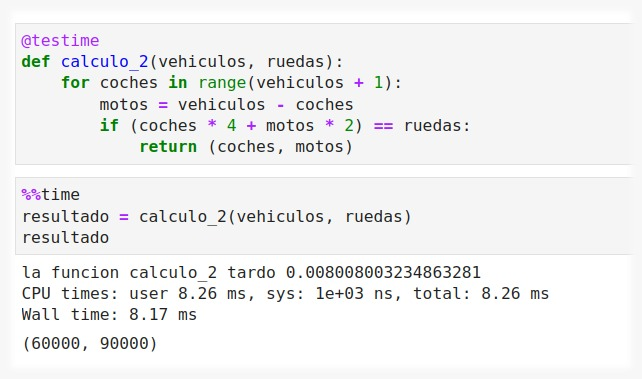 @testime
def calculo_2(vehiculos, ruedas):
    for coches in range(vehiculos + 1):
        motos = vehiculos - coches
        if (coches * 4 + motos * 2) == ruedas:
            return (coches, motos)
%%time
resultado = calculo_2(vehiculos, ruedas)
resultado
la funcion calculo_2 tardo 0.008008003234863281
CPU times: user 8.26 ms, sys: 1e+03 ns, total: 8.26 ms
Wall time: 8.17 ms
(60000, 90000)